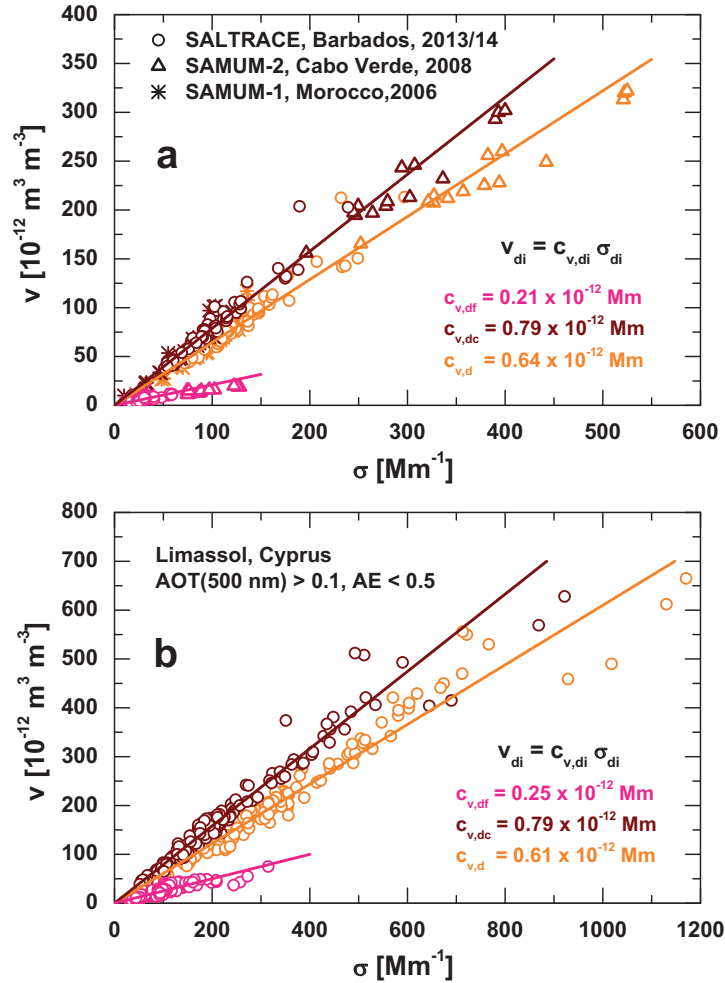 400
350
300
250
200
150
100
50
0
v [10⁻¹² m³ m⁻³]
SALTRACE, Barbados, 2013/14
SAMUM-2, Cabo Verde, 2008
SAMUM-1, Morocco,2006
a
v_di = c_v,di σ_di
c_v,df = 0.21 x 10⁻¹² Mm
c_v,dc = 0.79 x 10⁻¹² Mm
c_v,d = 0.64 x 10⁻¹² Mm
0 100 200 300 400 500 600
σ [Mm⁻¹]
800
700
600
500
400
300
200
100
0
v [10⁻¹² m³ m⁻³]
Limassol, Cyprus
AOT(500 nm) > 0.1, AE < 0.5
b
v_di = c_v,di σ_di
c_v,df = 0.25 x 10⁻¹² Mm
c_v,dc = 0.79 x 10⁻¹² Mm
c_v,d = 0.61 x 10⁻¹² Mm
0 200 400 600 800 1000 1200
σ [Mm⁻¹]